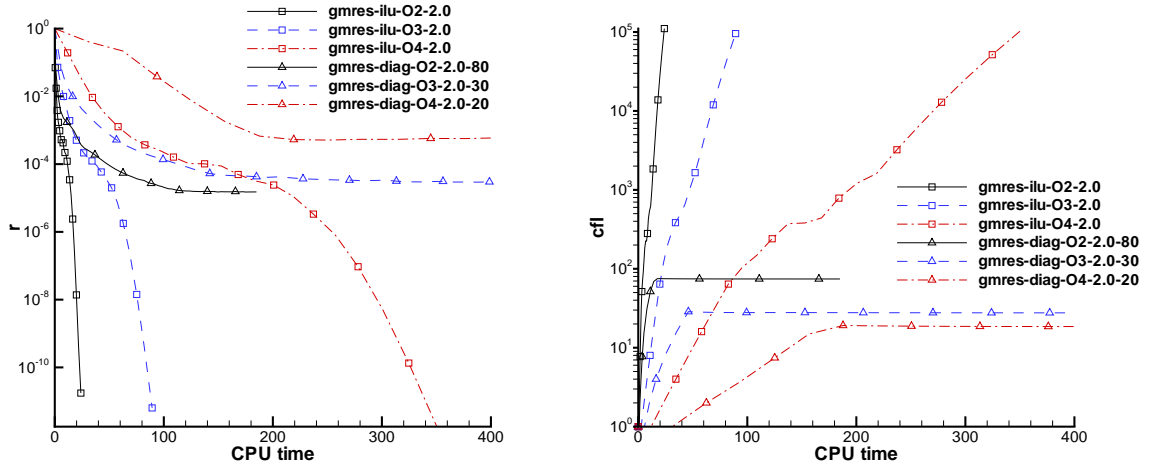 gmres-ilu-O2-2.0
gmres-ilu-O3-2.0
gmres-ilu-O4-2.0
gmres-diag-O2-2.0-80
gmres-diag-O3-2.0-30
gmres-diag-O4-2.0-20
10^0
10^-2
10^-4
10^-6
10^-8
10^-10
r
0
100
200
300
400
CPU time
10^5
10^4
10^3
10^2
10^1
10^0
cfl
gmres-ilu-O2-2.0
gmres-ilu-O3-2.0
gmres-ilu-O4-2.0
gmres-diag-O2-2.0-80
gmres-diag-O3-2.0-30
gmres-diag-O4-2.0-20
0
100
200
300
400
CPU time